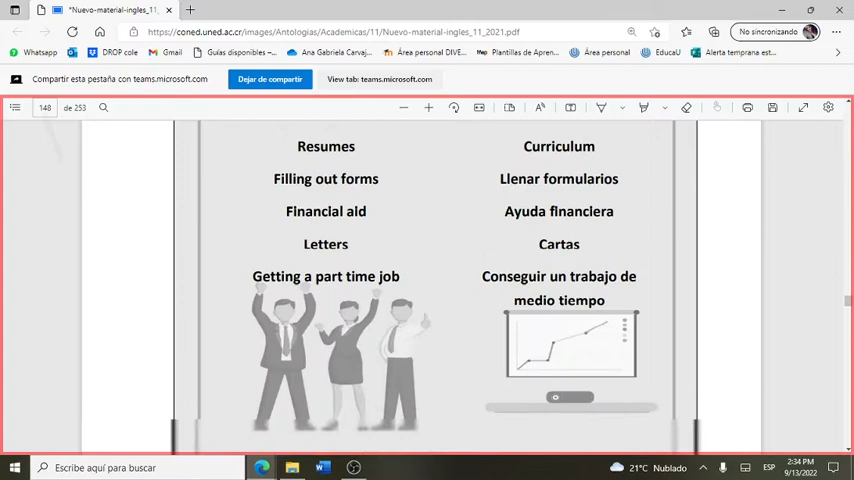 *Nuevo-material-ingles_11_
https://coned.uned.ac.cr/images/Antologias/Academicas/11/Nuevo-material-ingles_11_2021.pdf
No sincronizando
Whatsapp DROP cole Gmail Guías disponibles -... Ana Gabriela Carvaj... Área personal DIVE... Plantillas de Apren... Área personal EducaU Alerta temprana est...
Compartir esta pestaña con teams.microsoft.com Dejar de compartir View tab: teams.microsoft.com
148 de 253
Resumes Curriculum
Filling out forms Llenar formularios
Financial aid Ayuda financiera
Letters Cartas
Getting a part time job Conseguir un trabajo de
medio tiempo
Escribe aquí para buscar 21°C Nublado ESP 2:34 PM
9/13/2022